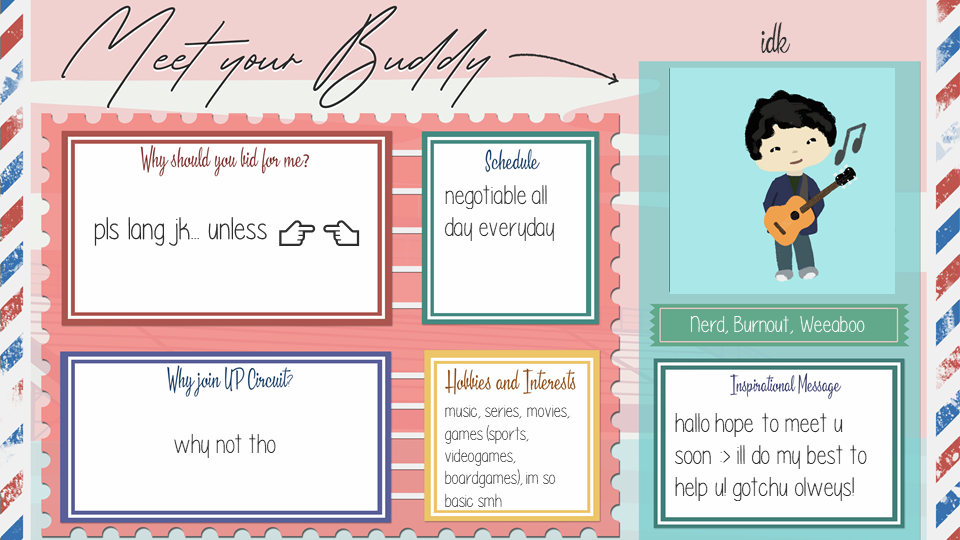 Meet your Buddy
idk
Why should you bid for me?
pls lang jk... unless 👉👈
Schedule
negotiable all
day everyday
Nerd, Burnout, Weeaboo
Why join UP Circuit?
why not tho
Hobbies and Interests
music, series, movies,
games (sports,
videogames,
boardgames), im so
basic smh
Inspirational Message
hallo hope to meet u
soon :> ill do my best to
help u! gotchu olweys!